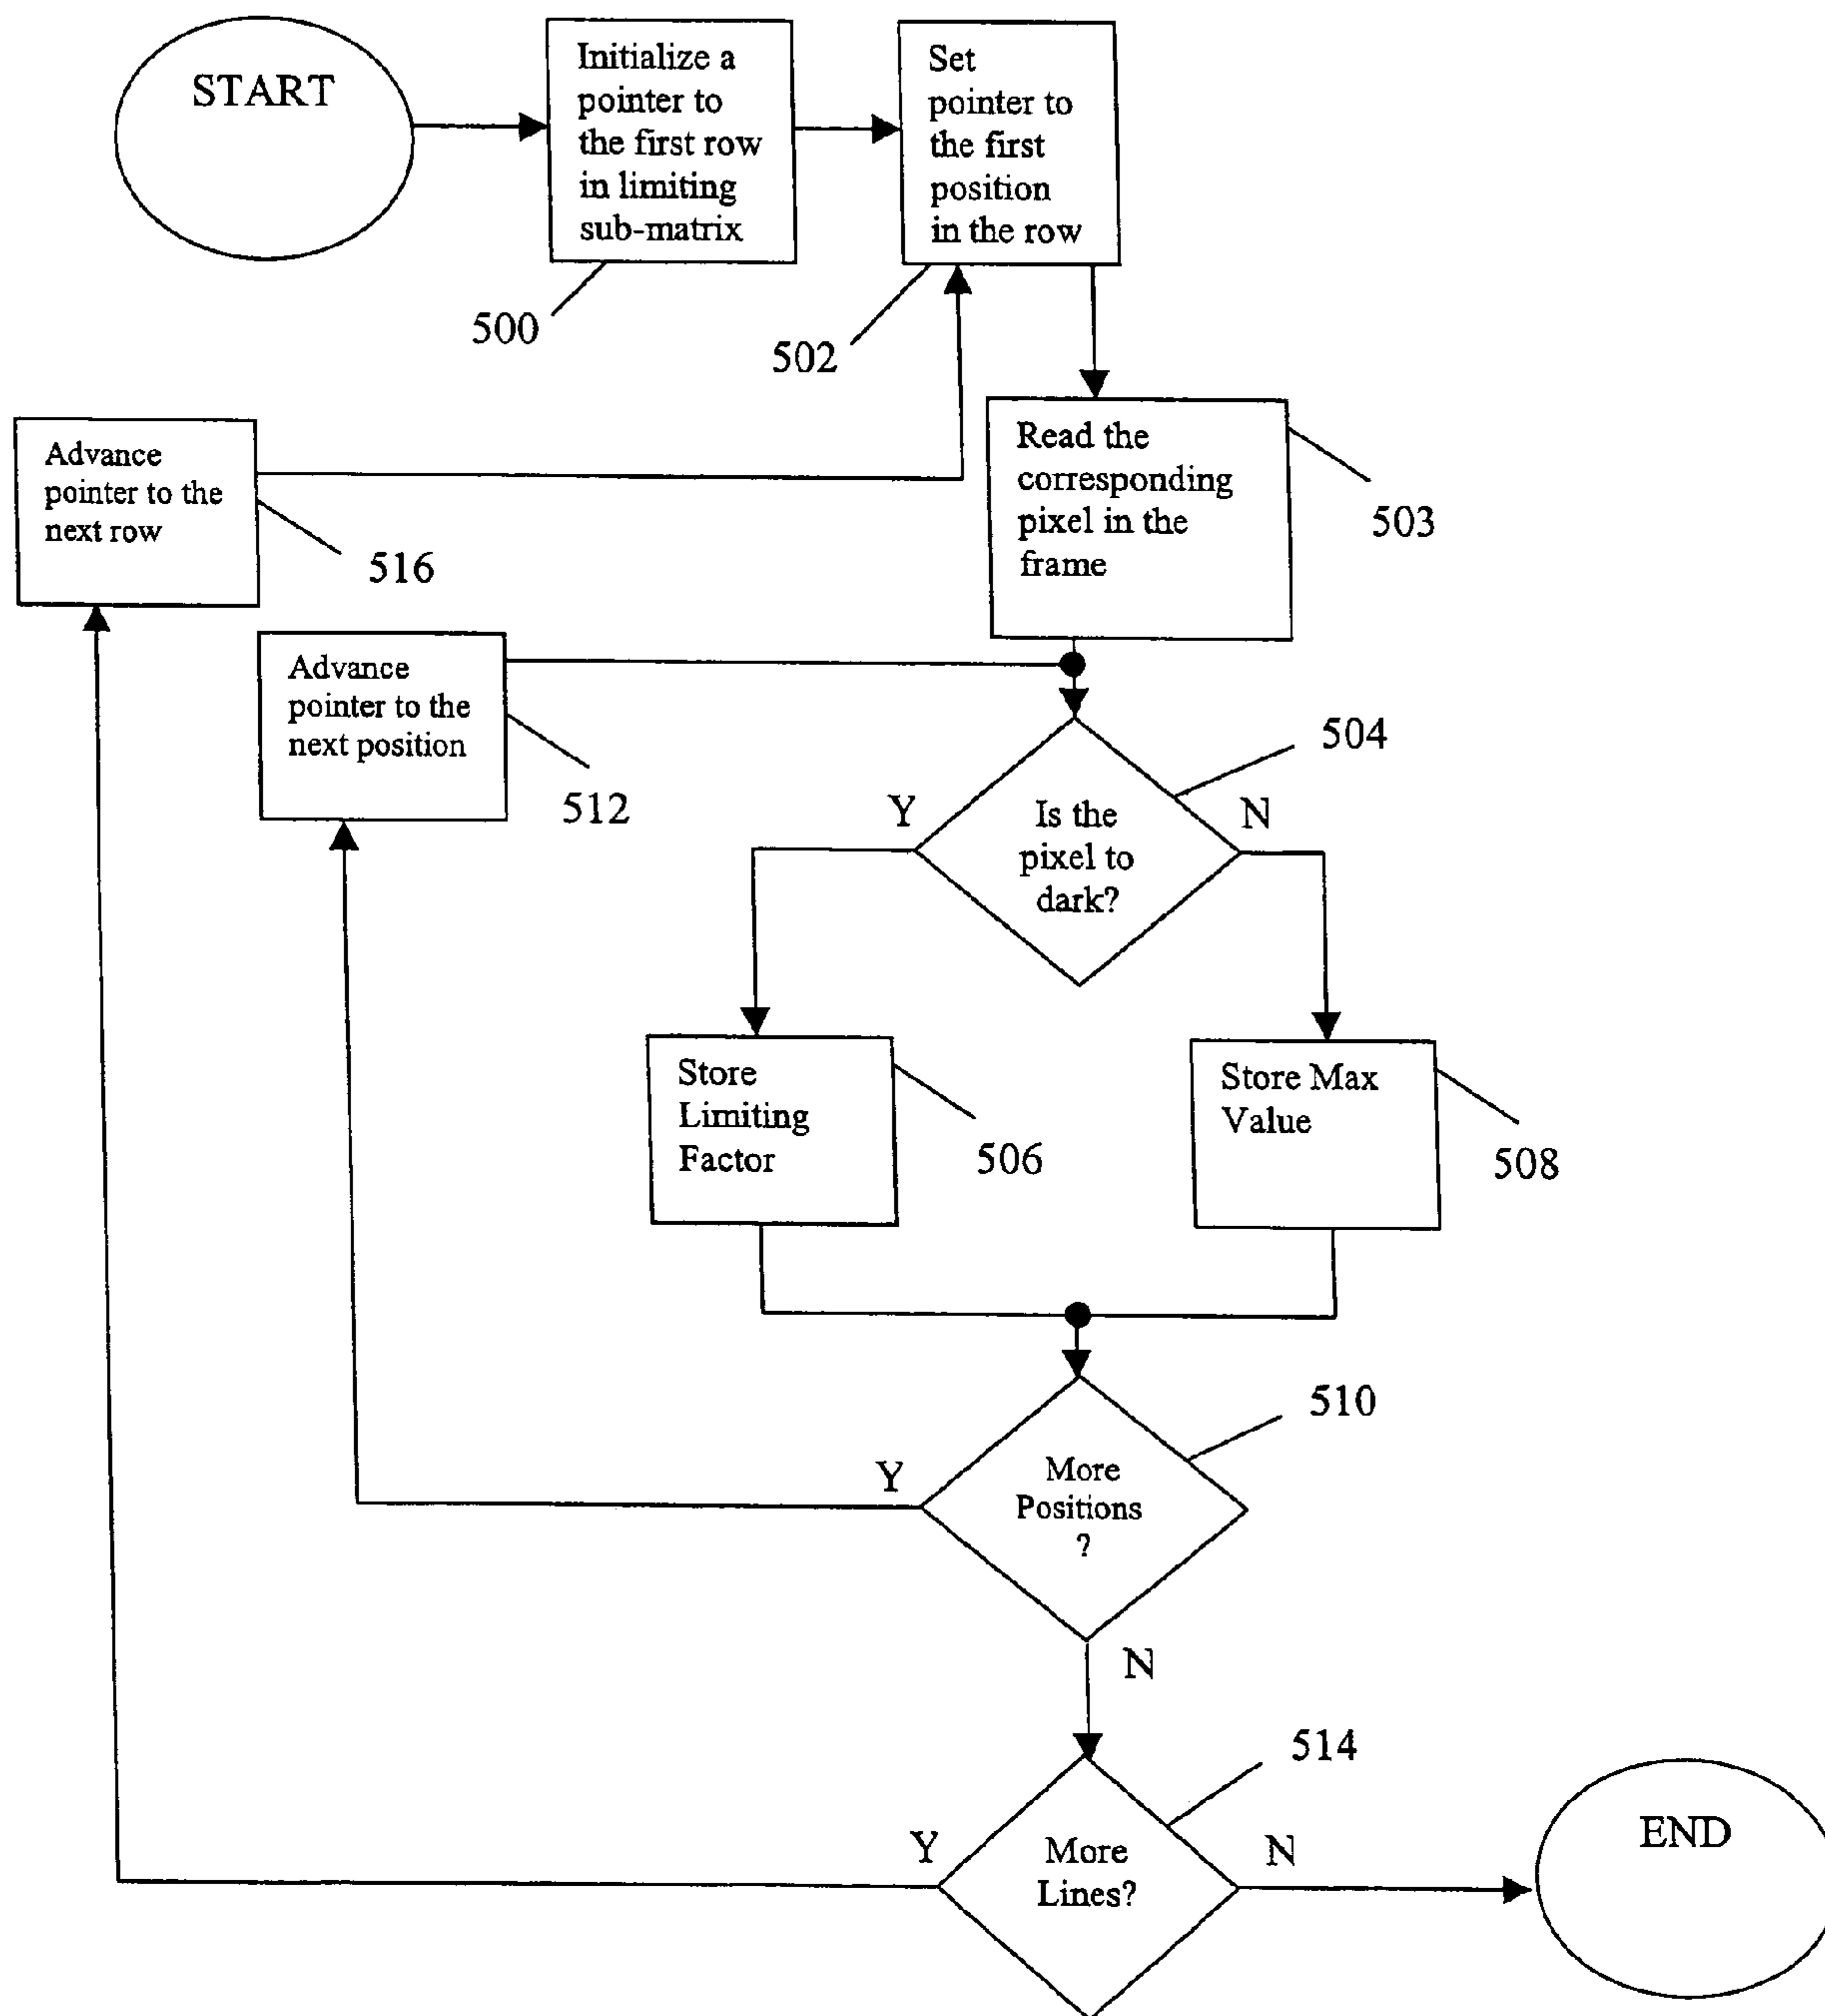 START
Initialize a
pointer to
the first row
in limiting
sub-matrix
500
Set
pointer to
the first
position
in the row
502
Read the
corresponding
pixel in the
frame
503
Advance
pointer to the
next row
516
Advance
pointer to the
next position
512
504
Y
N
Is the
pixel to
dark?
Store
Limiting
Factor
506
Store Max
Value
508
510
Y
More
Positions
?
N
514
Y
More
Lines?
N
END